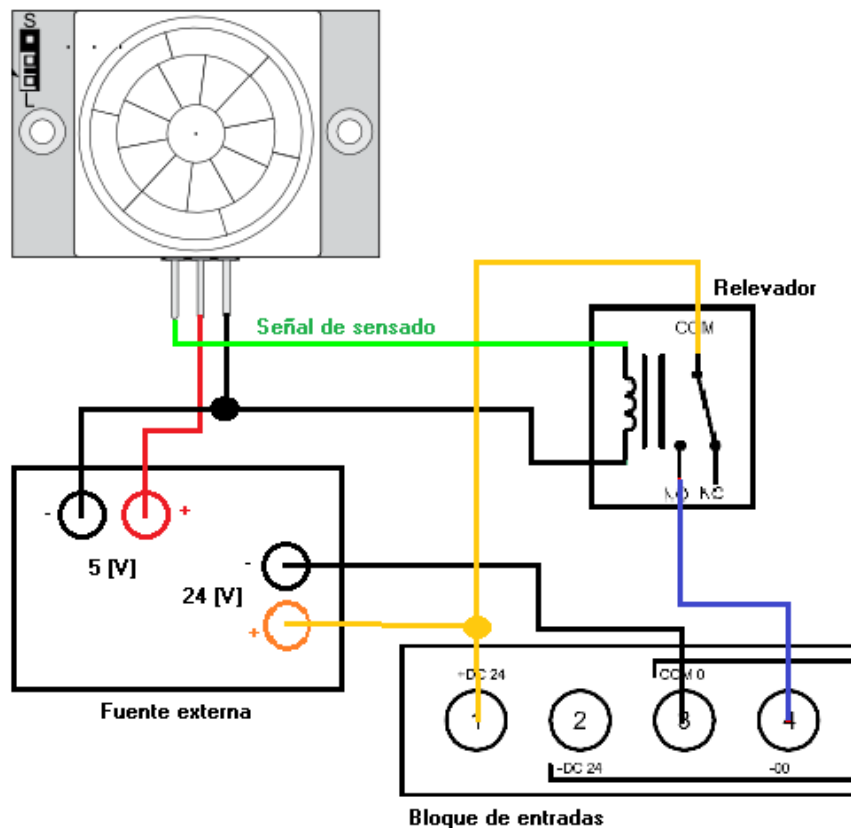 S
L
Señal de sensado
Relevador
COM
NO NC
- +
5 [V]
-
24 [V]
+
Fuente externa
+DC 24
COM 0
1 2 3 4
-DC 24
-00
Bloque de entradas